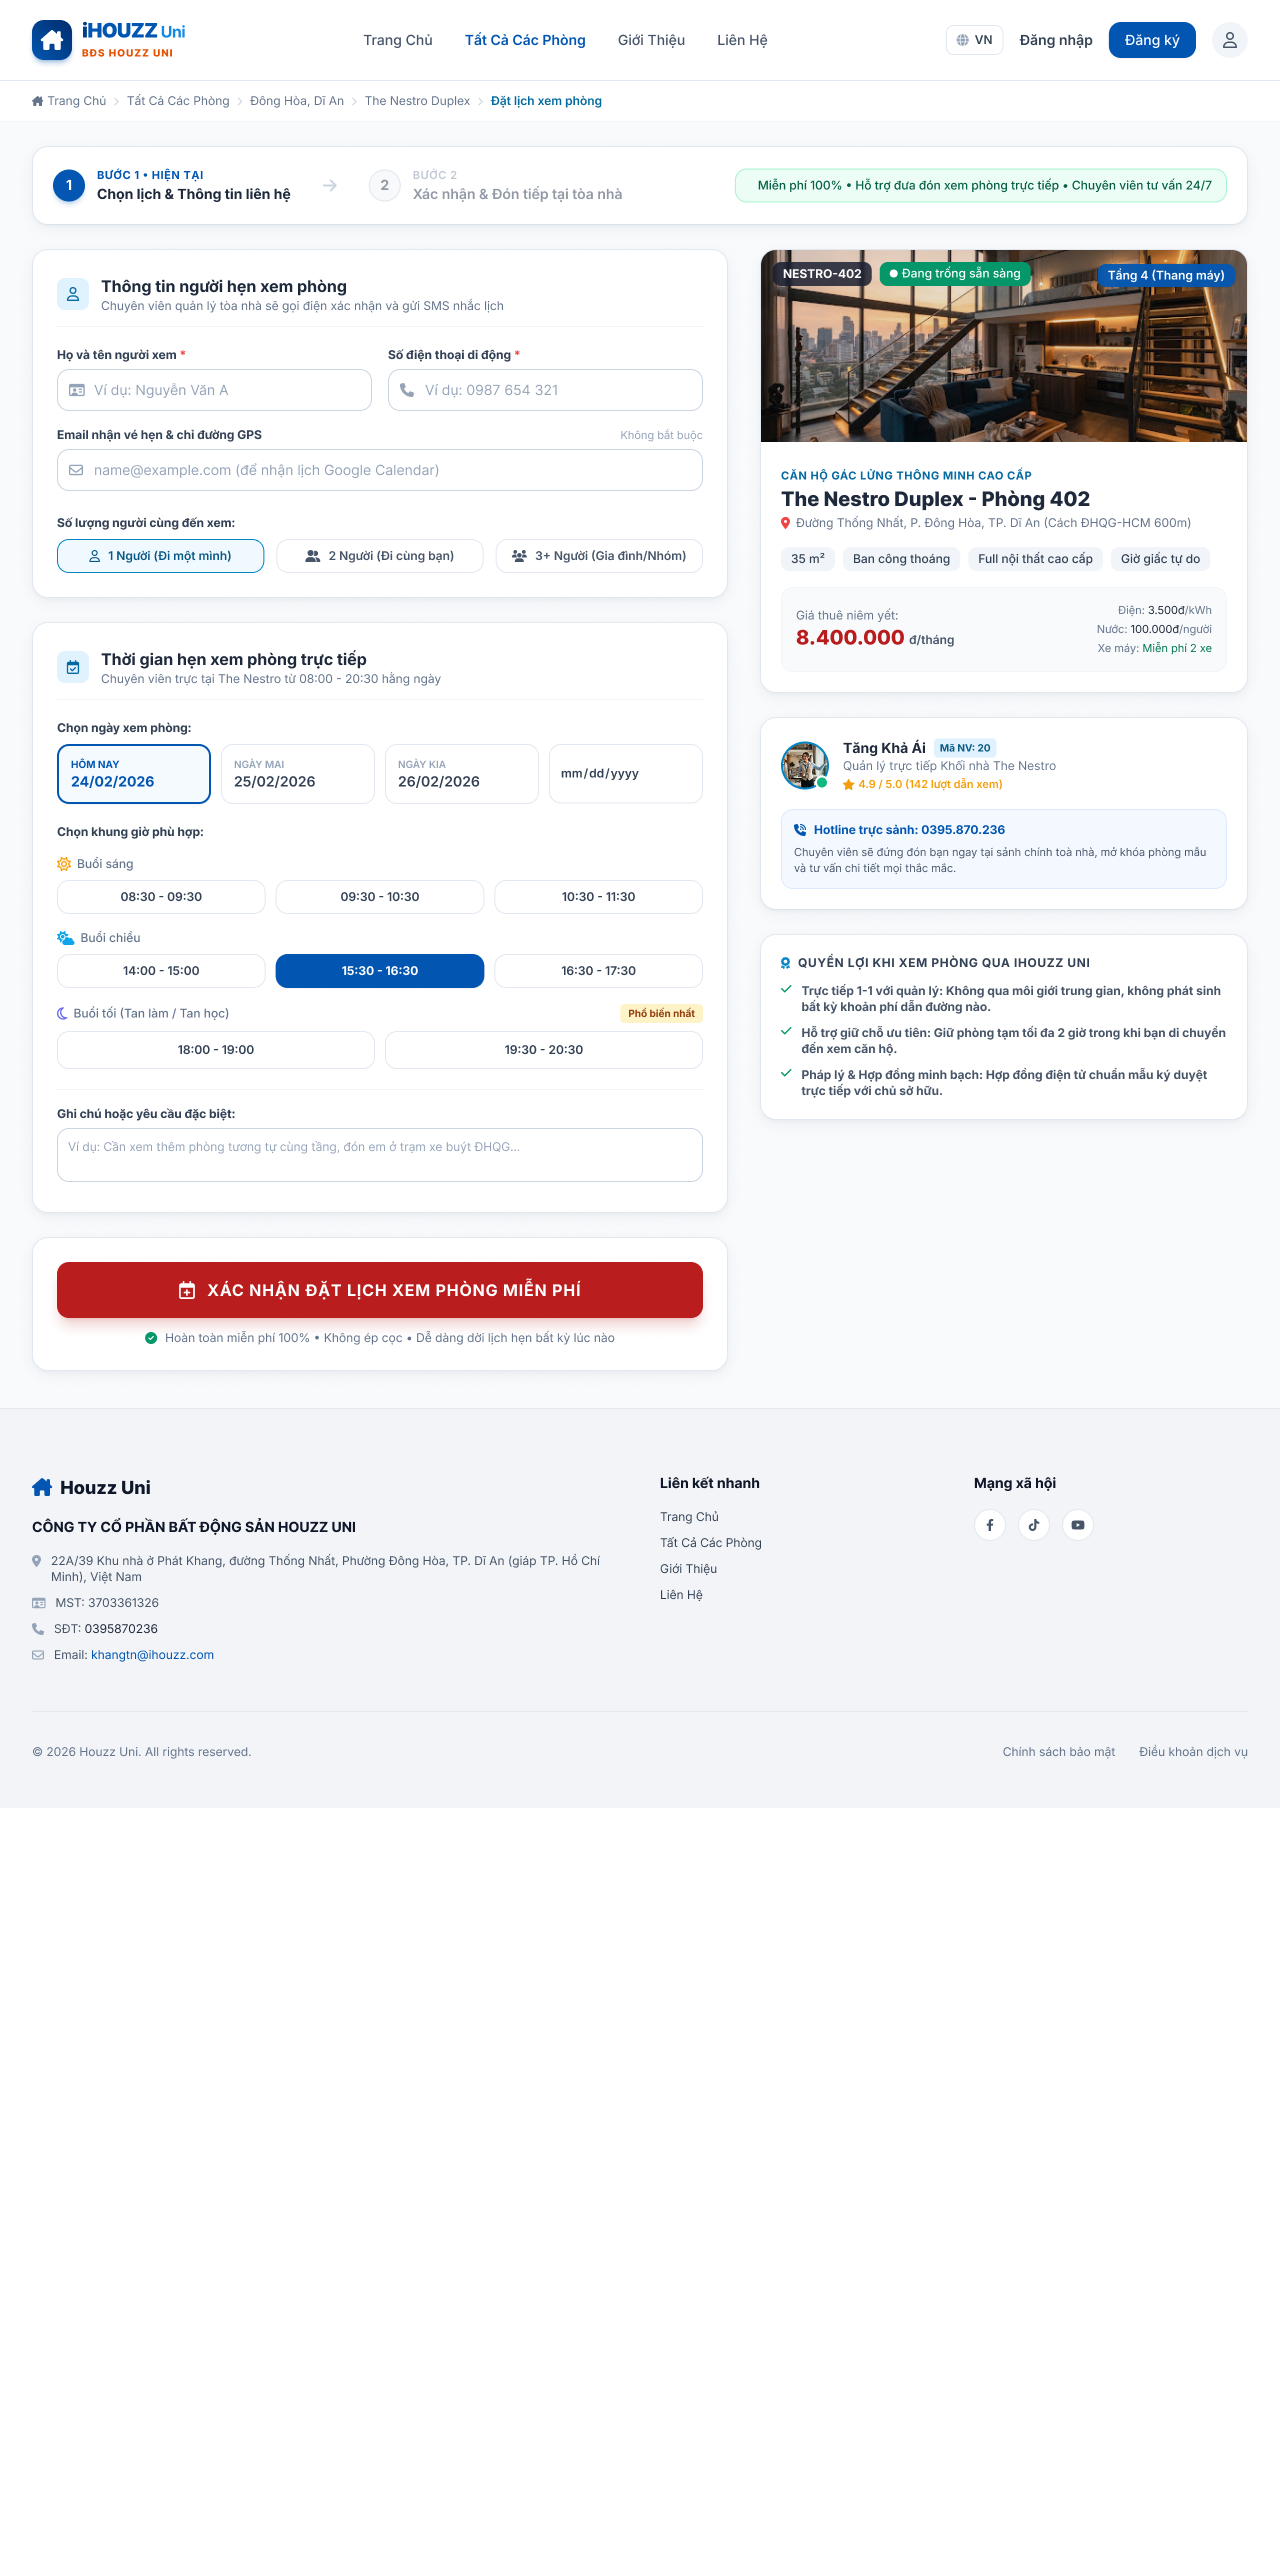 iHOUZZ Uni
BĐS HOUZZ UNI
Trang Chủ
Tất Cả Các Phòng
Giới Thiệu
Liên Hệ
VN
Đăng nhập
Đăng ký
Trang Chủ
Tất Cả Các Phòng
Đông Hòa, Dĩ An
The Nestro Duplex
Đặt lịch xem phòng
1
BƯỚC 1 • HIỆN TẠI
Chọn lịch & Thông tin liên hệ
2
BƯỚC 2
Xác nhận & Đón tiếp tại tòa nhà
Miễn phí 100% • Hỗ trợ đưa đón xem phòng trực tiếp • Chuyên viên tư vấn 24/7
Thông tin người hẹn xem phòng
Chuyên viên quản lý tòa nhà sẽ gọi điện xác nhận và gửi SMS nhắc lịch
Họ và tên người xem *
Số điện thoại di động *
Ví dụ: Nguyễn Văn A
Ví dụ: 0987 654 321
Email nhận vé hẹn & chỉ đường GPS
Không bắt buộc
name@example.com (để nhận lịch Google Calendar)
Số lượng người cùng đến xem:
1 Người (Đi một mình)
2 Người (Đi cùng bạn)
3+ Người (Gia đình/Nhóm)
Thời gian hẹn xem phòng trực tiếp
Chuyên viên trực tại The Nestro từ 08:00 - 20:30 hằng ngày
Chọn ngày xem phòng:
HÔM NAY
24/02/2026
NGÀY MAI
25/02/2026
NGÀY KIA
26/02/2026
mm/dd/yyyy
Chọn khung giờ phù hợp:
Buổi sáng
08:30 - 09:30
09:30 - 10:30
10:30 - 11:30
Buổi chiều
14:00 - 15:00
15:30 - 16:30
16:30 - 17:30
Buổi tối (Tan làm / Tan học)
Phổ biến nhất
18:00 - 19:00
19:30 - 20:30
Ghi chú hoặc yêu cầu đặc biệt:
Ví dụ: Cần xem thêm phòng tương tự cùng tầng, đón em ở trạm xe buýt ĐHQG...
XÁC NHẬN ĐẶT LỊCH XEM PHÒNG MIỄN PHÍ
Hoàn toàn miễn phí 100% • Không ép cọc • Dễ dàng dời lịch hẹn bất kỳ lúc nào
NESTRO-402
Đang trống sẵn sàng
Tầng 4 (Thang máy)
CĂN HỘ GÁC LỬNG THÔNG MINH CAO CẤP
The Nestro Duplex - Phòng 402
Đường Thống Nhất, P. Đông Hòa, TP. Dĩ An (Cách ĐHQG-HCM 600m)
35 m²
Ban công thoáng
Full nội thất cao cấp
Giờ giấc tự do
Giá thuê niêm yết:
8.400.000 đ/tháng
Điện: 3.500đ/kWh
Nước: 100.000đ/người
Xe máy: Miễn phí 2 xe
Tăng Khả Ái
Mã NV: 20
Quản lý trực tiếp Khối nhà The Nestro
4.9 / 5.0 (142 lượt dẫn xem)
Hotline trực sảnh: 0395.870.236
Chuyên viên sẽ đứng đón bạn ngay tại sảnh chính toà nhà, mở khóa phòng mẫu
và tư vấn chi tiết mọi thắc mắc.
QUYỀN LỢI KHI XEM PHÒNG QUA IHOUZZ UNI
Trực tiếp 1-1 với quản lý: Không qua môi giới trung gian, không phát sinh
bất kỳ khoản phí dẫn đường nào.
Hỗ trợ giữ chỗ ưu tiên: Giữ phòng tạm tối đa 2 giờ trong khi bạn di chuyển
đến xem căn hộ.
Pháp lý & Hợp đồng minh bạch: Hợp đồng điện tử chuẩn mẫu ký duyệt
trực tiếp với chủ sở hữu.
Houzz Uni
CÔNG TY CỔ PHẦN BẤT ĐỘNG SẢN HOUZZ UNI
22A/39 Khu nhà ở Phát Khang, đường Thống Nhất, Phường Đông Hòa, TP. Dĩ An (giáp TP. Hồ Chí
Minh), Việt Nam
MST: 3703361326
SĐT: 0395870236
Email: khangtn@ihouzz.com
Liên kết nhanh
Trang Chủ
Tất Cả Các Phòng
Giới Thiệu
Liên Hệ
Mạng xã hội
© 2026 Houzz Uni. All rights reserved.
Chính sách bảo mật
Điều khoản dịch vụ